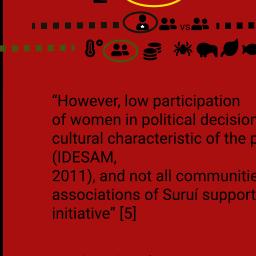 vs
“However, low participation
of women in political decision
cultural characteristic of the p
(IDESAM,
2011), and not all communitie
associations of Suruí support
initiative” [5]